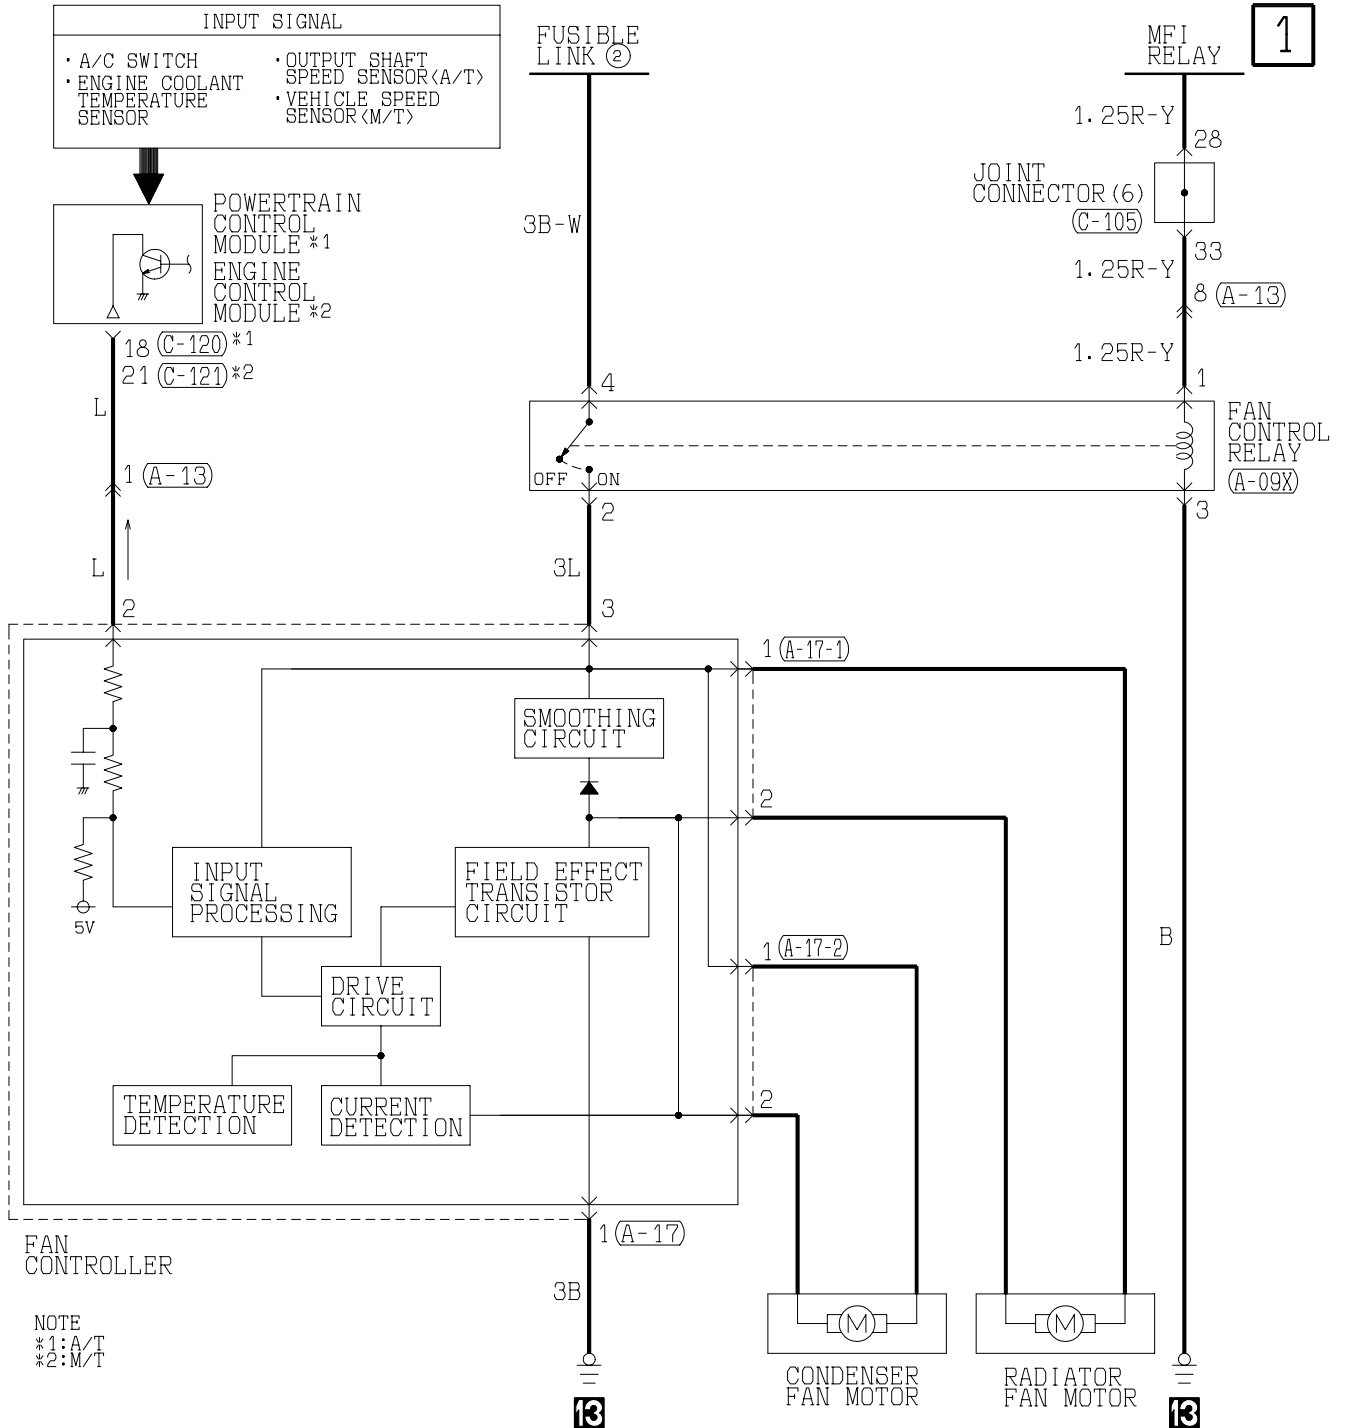 INPUT SIGNAL
· A/C SWITCH
· ENGINE COOLANT
TEMPERATURE
SENSOR
· OUTPUT SHAFT
SPEED SENSOR<A/T>
· VEHICLE SPEED
SENSOR<M/T>
FUSIBLE
LINK ②
MFI
RELAY
1
1.25R-Y
28
JOINT
CONNECTOR(6)
(C-105)
33
1.25R-Y
8 (A-13)
1.25R-Y
1
3B-W
4
POWERTRAIN
CONTROL
MODULE *1
ENGINE
CONTROL
MODULE *2
18 (C-120) *1
21 (C-121) *2
L
1 (A-13)
L
2
OFF
ON
FAN
CONTROL
RELAY
(A-09X)
2
3
3L
3
1 (A-17-1)
SMOOTHING
CIRCUIT
2
INPUT
SIGNAL
PROCESSING
FIELD EFFECT
TRANSISTOR
CIRCUIT
5V
B
1 (A-17-2)
DRIVE
CIRCUIT
TEMPERATURE
DETECTION
CURRENT
DETECTION
2
1 (A-17)
FAN
CONTROLLER
3B
NOTE
*1:A/T
*2:M/T
M
M
CONDENSER
FAN MOTOR
RADIATOR
FAN MOTOR
13
13